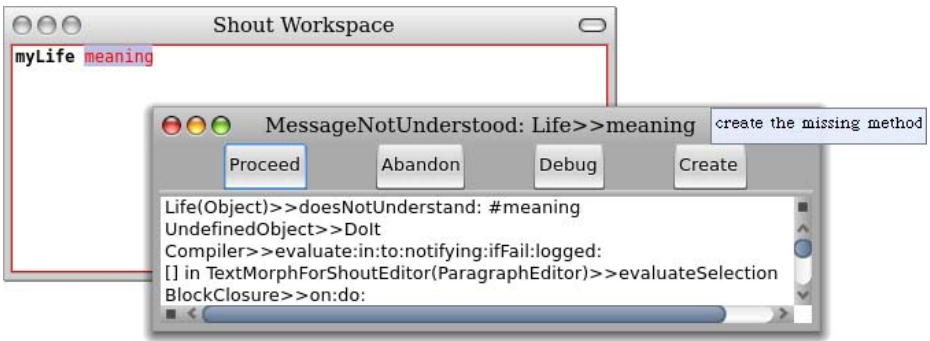 Shout Workspace
myLife meaning
MessageNotUnderstood: Life>>meaning
create the missing method
Proceed Abandon Debug Create
Life(Object)>>doesNotUnderstand: #meaning
UndefinedObject>>DoIt
Compiler>>evaluate:in:to:notifying:ifFail:logged:
[] in TextMorphForShoutEditor(ParagraphEditor)>>evaluateSelection
BlockClosure>>on:do: